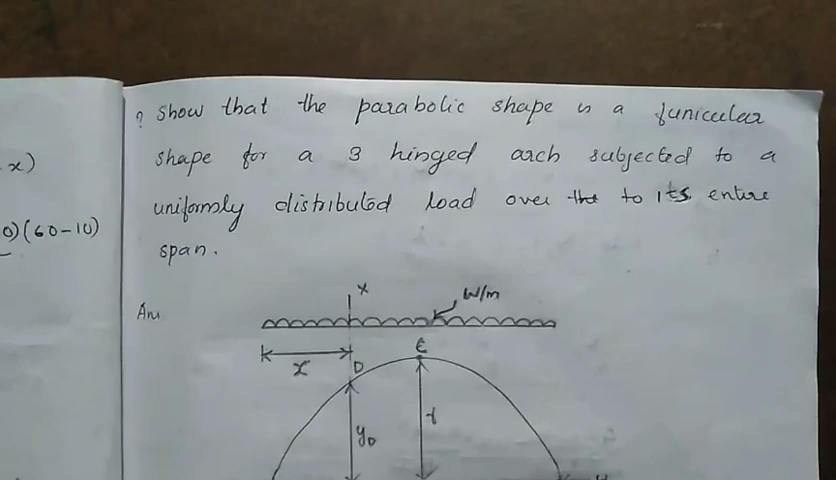 ? Show that the parabolic shape is a funicular
shape for a 3 hinged arch subjected to a
uniformly distributed load over the to its entire
span.
x)
0)(60-10)
Ans
x
W/m
x
D
C
yD